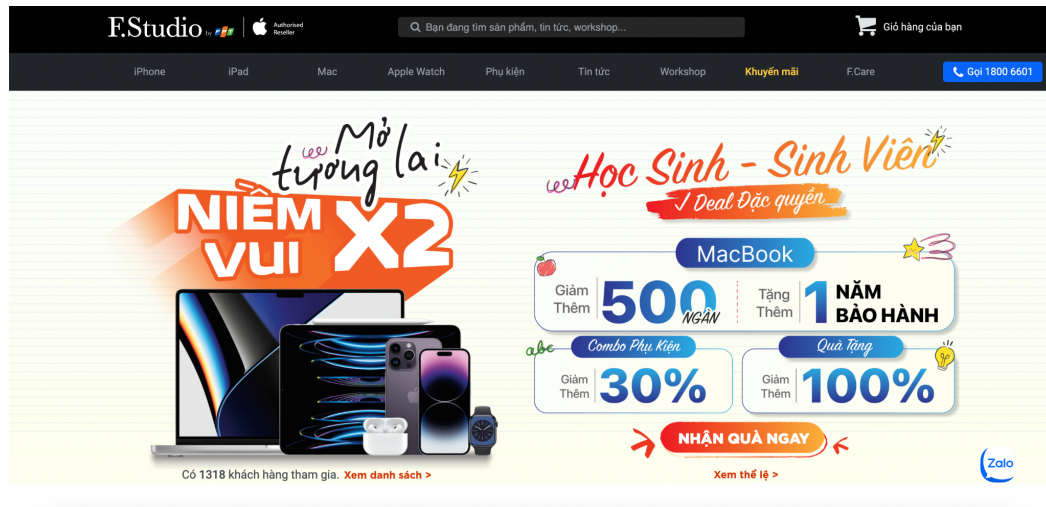 F.Studio by FPT
Authorised
Reseller
Bạn đang tìm sản phẩm, tin tức, workshop...
Giỏ hàng của bạn
iPhone
iPad
Mac
Apple Watch
Phụ kiện
Tin tức
Workshop
Khuyến mãi
F.Care
Gọi 1800 6601
Mở
tương lai
NIỀM
VUI
X2
Có 1318 khách hàng tham gia. Xem danh sách >
Học Sinh - Sinh Viên
Deal Đặc quyền
MacBook
Giảm
Thêm
500
NGÀN
Tặng
Thêm
1
NĂM
BẢO HÀNH
abc
Combo Phụ Kiện
Giảm
Thêm
30%
Quà Tặng
Giảm
Thêm
100%
NHẬN QUÀ NGAY
Xem thể lệ >
Zalo